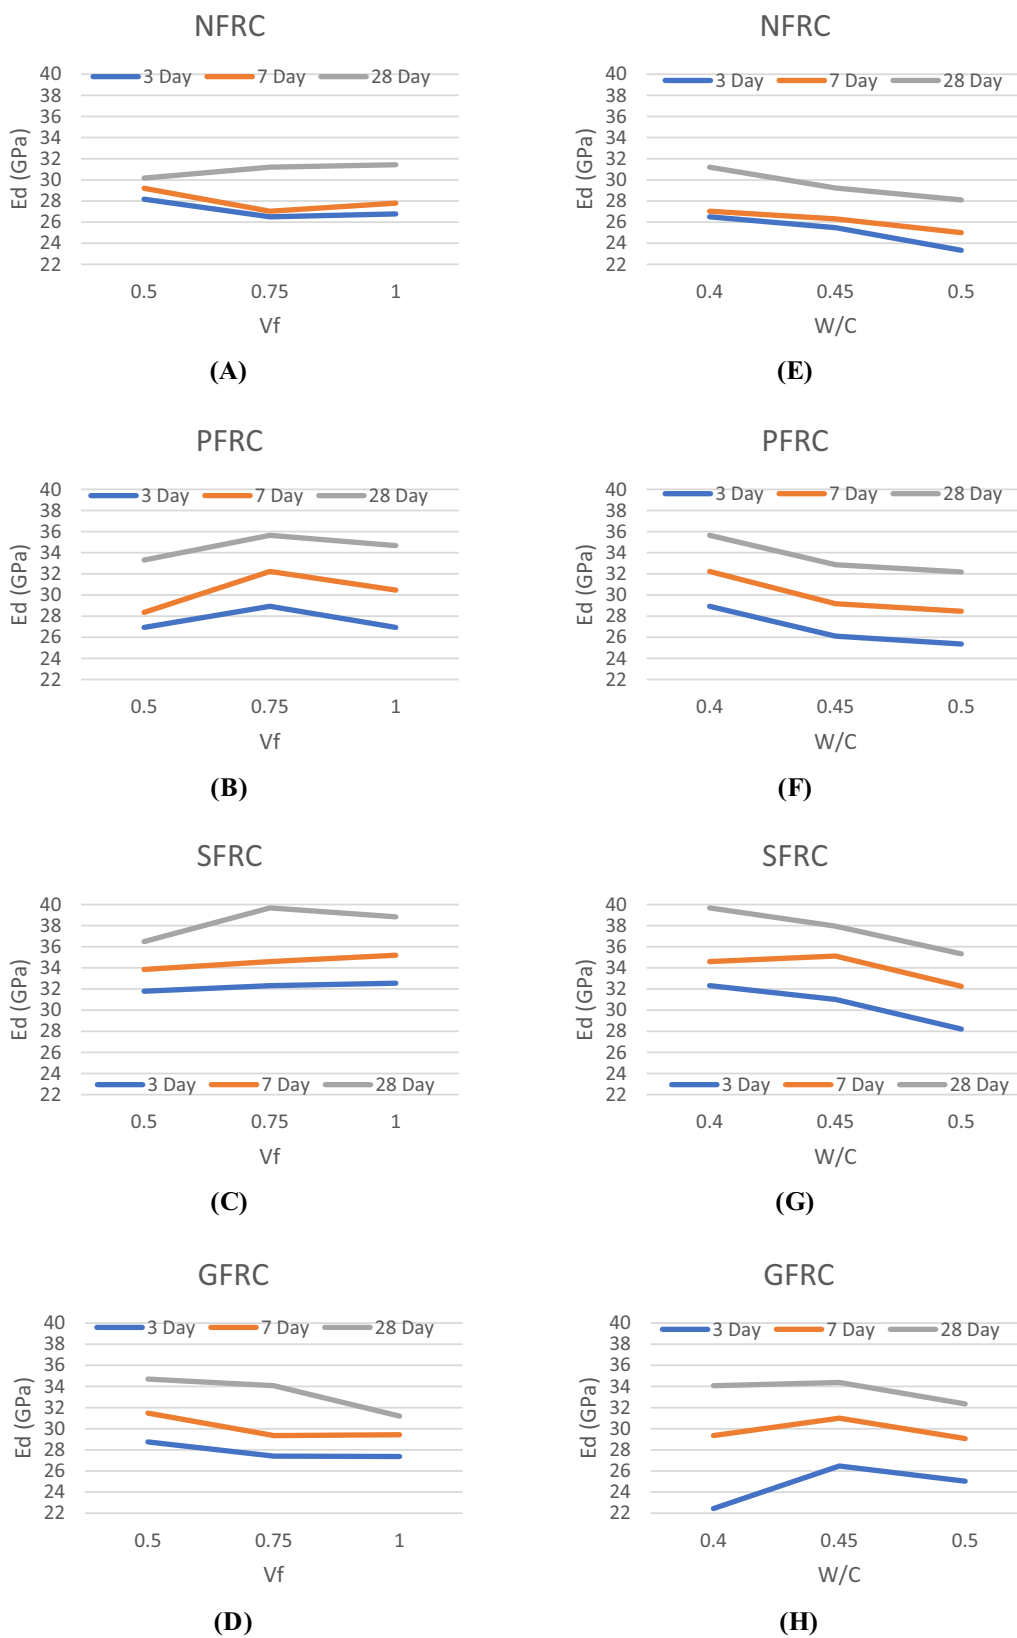 NFRC
3 Day 7 Day 28 Day
40
38
36
34
32
30
28
26
24
22
Ed (GPa)
0.5 0.75 1
Vf
(A)
NFRC
3 Day 7 Day 28 Day
40
38
36
34
32
30
28
26
24
22
Ed (GPa)
0.4 0.45 0.5
W/C
(E)
PFRC
3 Day 7 Day 28 Day
40
38
36
34
32
30
28
26
24
22
Ed (GPa)
0.5 0.75 1
Vf
(B)
PFRC
3 Day 7 Day 28 Day
40
38
36
34
32
30
28
26
24
22
Ed (GPa)
0.4 0.45 0.5
W/C
(F)
SFRC
40
38
36
34
32
30
28
26
24
22
Ed (GPa)
3 Day 7 Day 28 Day
0.5 0.75 1
Vf
(C)
SFRC
40
38
36
34
32
30
28
26
24
22
Ed (GPa)
3 Day 7 Day 28 Day
0.4 0.45 0.5
W/C
(G)
GFRC
3 Day 7 Day 28 Day
40
38
36
34
32
30
28
26
24
22
Ed (GPa)
0.5 0.75 1
Vf
(D)
GFRC
3 Day 7 Day 28 Day
40
38
36
34
32
30
28
26
24
22
Ed (GPa)
0.4 0.45 0.5
W/C
(H)